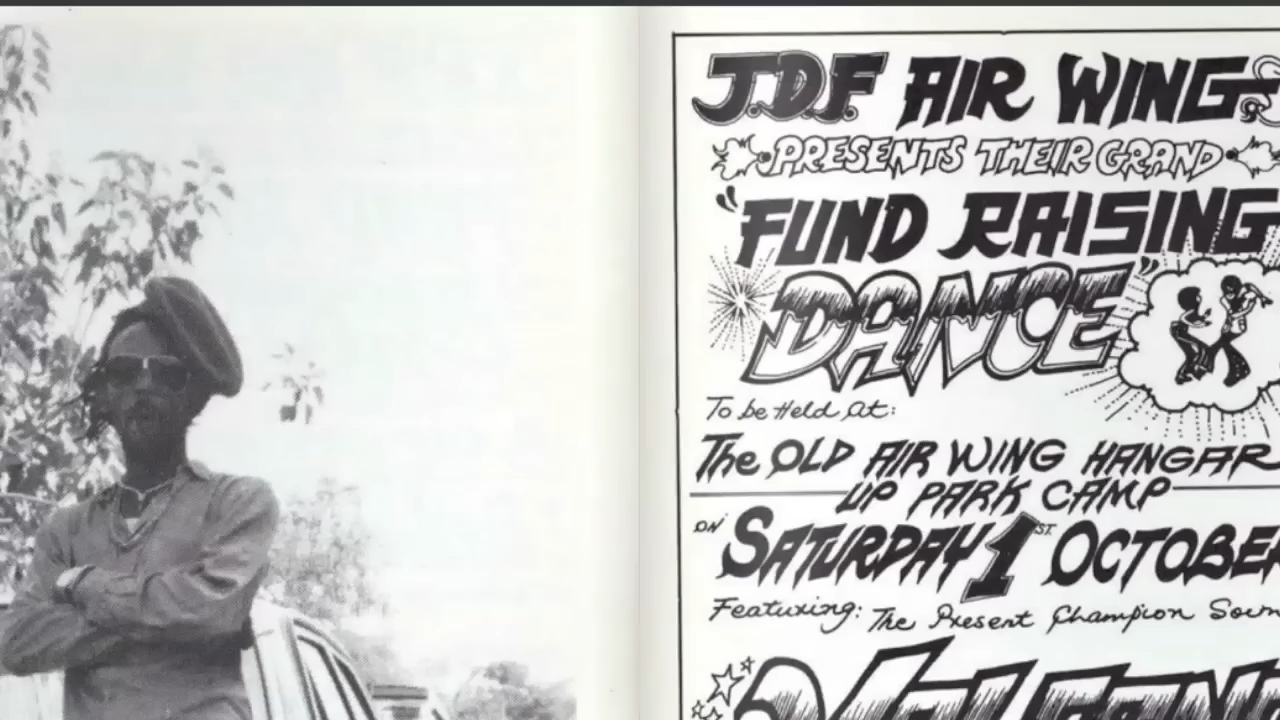 J.D.F AIR WING
PRESENTS THEIR GRAND
"FUND RAISING
DANCE"
To be Held At:
The OLD AIR WING HANGAR
UP PARK CAMP
ON SATURDAY 1ST. OCTOBER
Featuring: The Present Champion